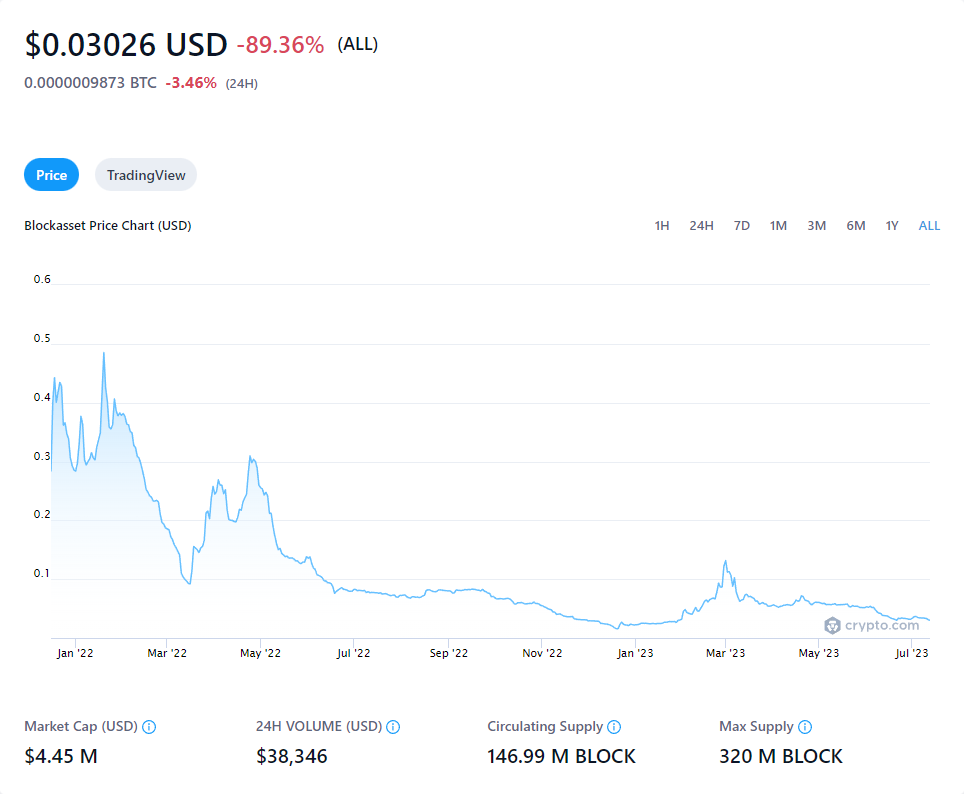 $0.03026 USD -89.36% (ALL)
0.0000009873 BTC -3.46% (24H)
Price TradingView
Blockasset Price Chart (USD) 1H 24H 7D 1M 3M 6M 1Y ALL
0.6
0.5
0.4
0.3
0.2
0.1
crypto.com
Jan '22 Mar '22 May '22 Jul '22 Sep '22 Nov '22 Jan '23 Mar '23 May '23 Jul '23
Market Cap (USD) 24H VOLUME (USD) Circulating Supply Max Supply
$4.45 M $38,346 146.99 M BLOCK 320 M BLOCK